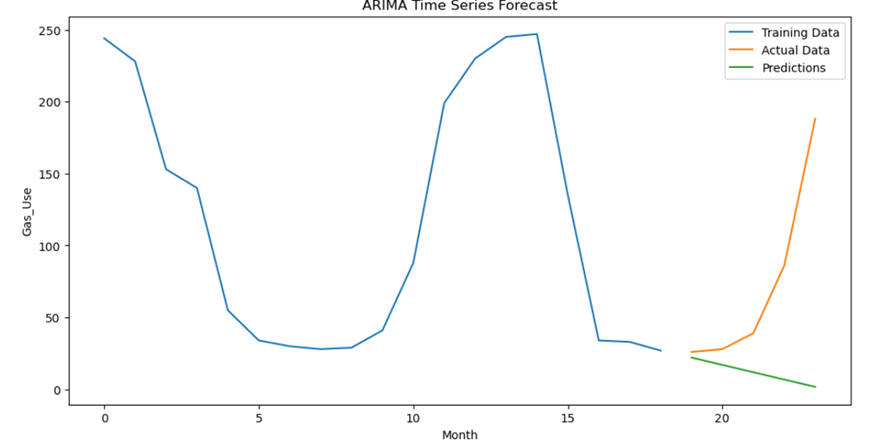 ARIMA Time Series Forecast
Training Data
Actual Data
Predictions
250
200
150
100
50
0
Gas_Use
0 5 10 15 20
Month